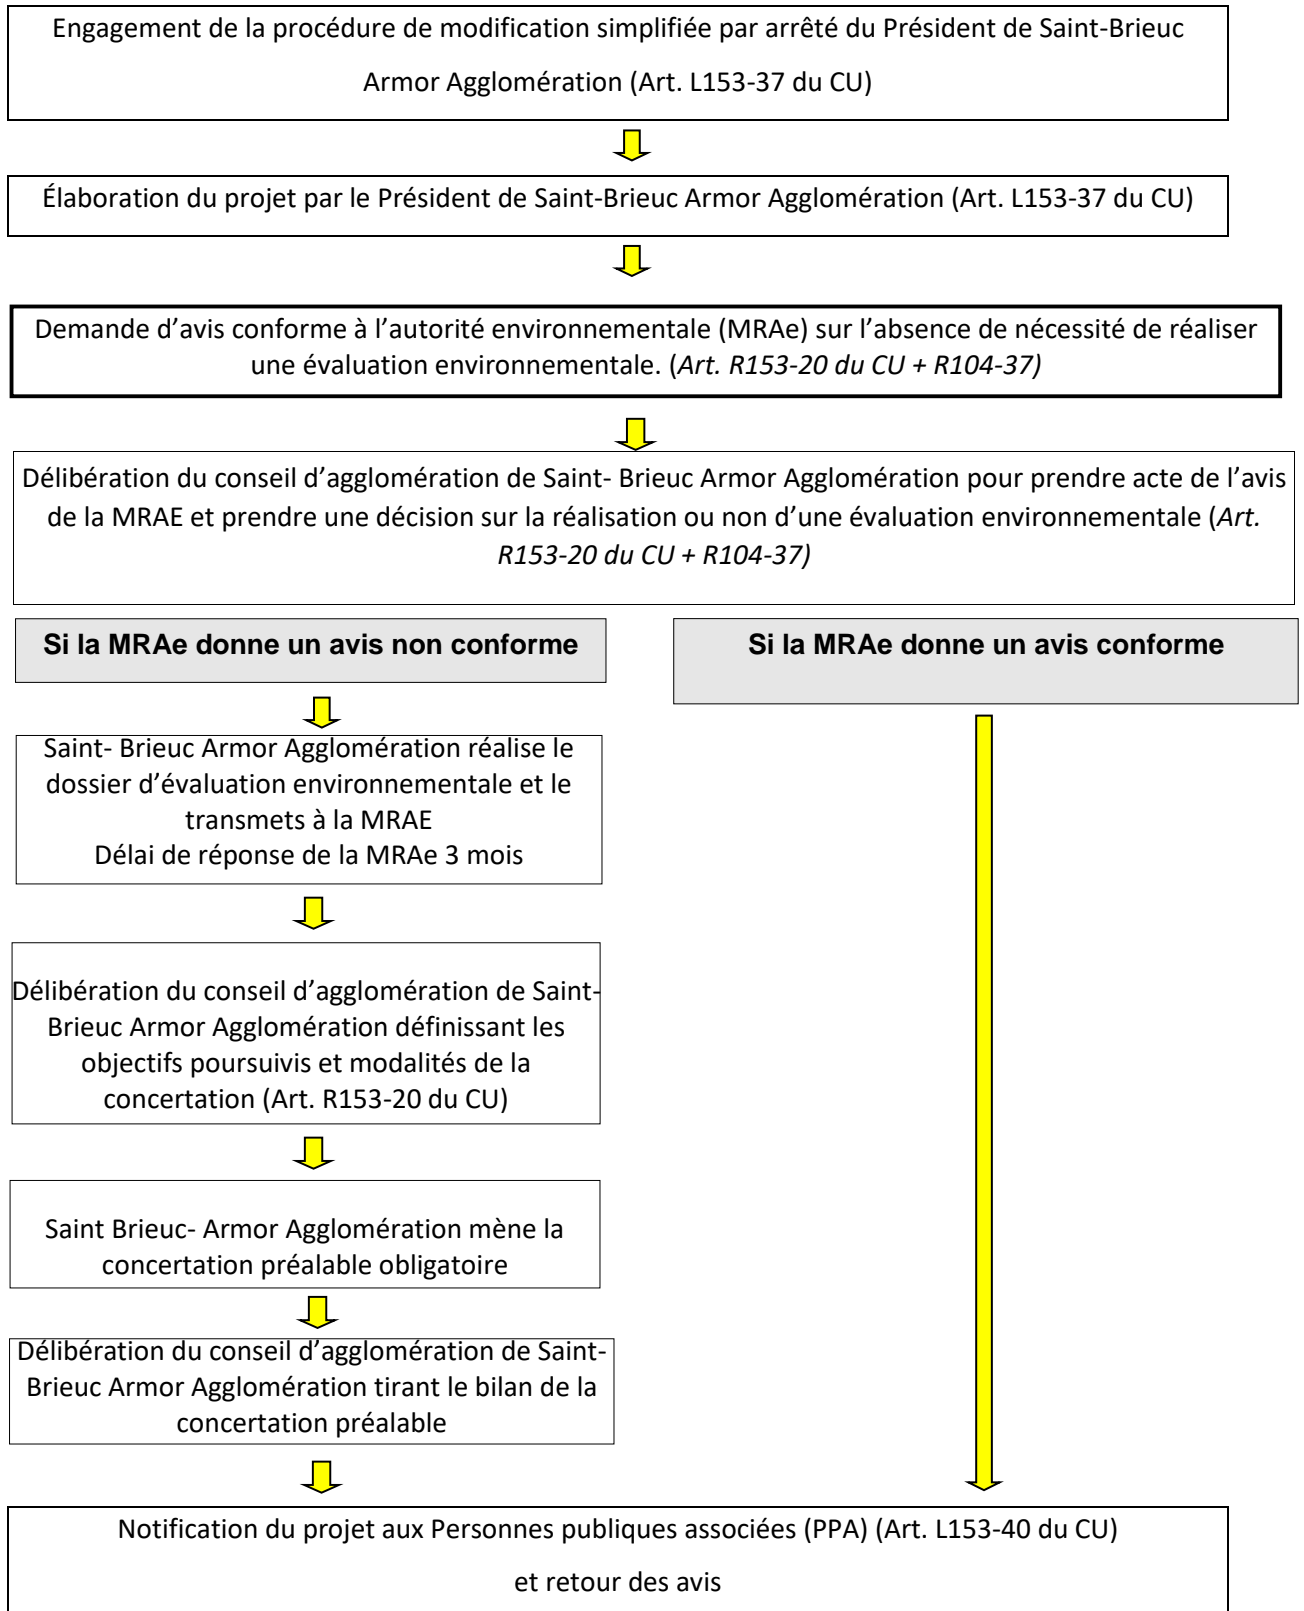 Engagement de la procédure de modification simplifiée par arrêté du Président de Saint-Brieuc
Armor Agglomération (Art. L153-37 du CU)
Élaboration du projet par le Président de Saint-Brieuc Armor Agglomération (Art. L153-37 du CU)
Demande d’avis conforme à l’autorité environnementale (MRAe) sur l’absence de nécessité de réaliser
une évaluation environnementale. (Art. R153-20 du CU + R104-37)
Délibération du conseil d’agglomération de Saint- Brieuc Armor Agglomération pour prendre acte de l’avis
de la MRAE et prendre une décision sur la réalisation ou non d’une évaluation environnementale (Art.
R153-20 du CU + R104-37)
Si la MRAe donne un avis non conforme
Si la MRAe donne un avis conforme
Saint- Brieuc Armor Agglomération réalise le
dossier d’évaluation environnementale et le
transmets à la MRAE
Délai de réponse de la MRAe 3 mois
Délibération du conseil d’agglomération de Saint-
Brieuc Armor Agglomération définissant les
objectifs poursuivis et modalités de la
concertation (Art. R153-20 du CU)
Saint Brieuc- Armor Agglomération mène la
concertation préalable obligatoire
Délibération du conseil d’agglomération de Saint-
Brieuc Armor Agglomération tirant le bilan de la
concertation préalable
Notification du projet aux Personnes publiques associées (PPA) (Art. L153-40 du CU)
et retour des avis